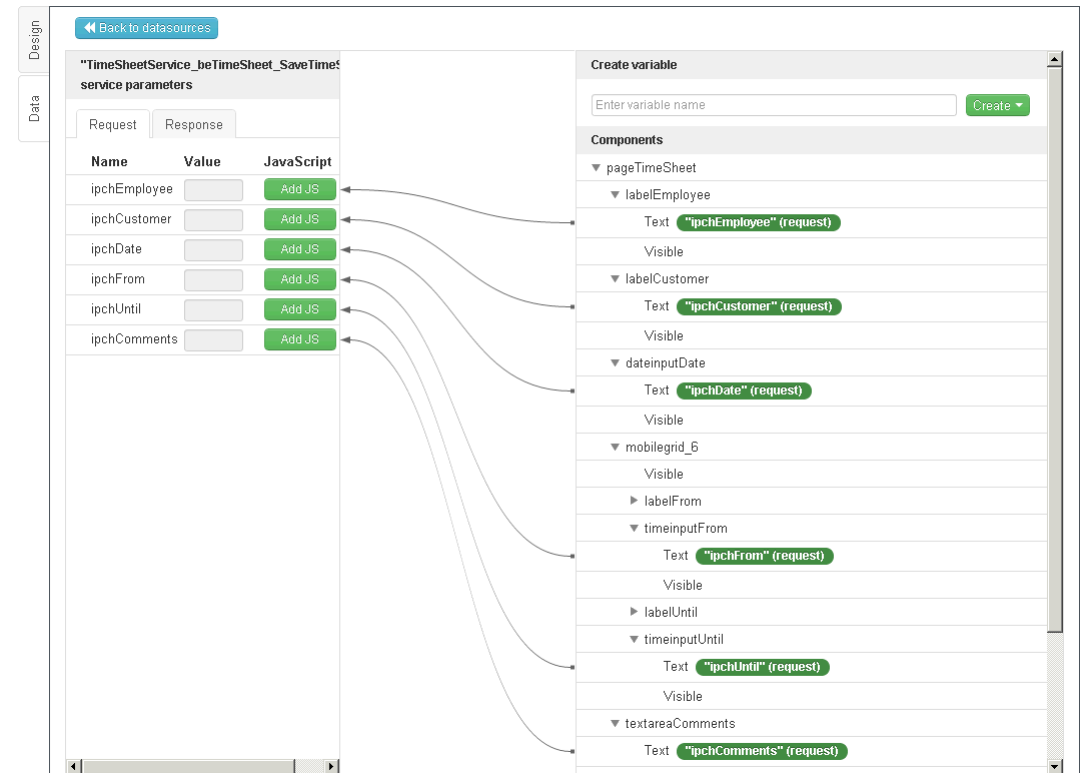 Design
Data
Back to datasources
"TimeSheetService_beTimeSheet_SaveTimeS
service parameters
Request
Response
Name Value JavaScript
ipchEmployee Add JS
ipchCustomer Add JS
ipchDate Add JS
ipchFrom Add JS
ipchUntil Add JS
ipchComments Add JS
Create variable
Enter variable name
Create
Components
pageTimeSheet
labelEmployee
Text "ipchEmployee" (request)
Visible
labelCustomer
Text "ipchCustomer" (request)
Visible
dateinputDate
Text "ipchDate" (request)
Visible
mobilegrid_6
Visible
labelFrom
timeinputFrom
Text "ipchFrom" (request)
Visible
labelUntil
timeinputUntil
Text "ipchUntil" (request)
Visible
textareaComments
Text "ipchComments" (request)